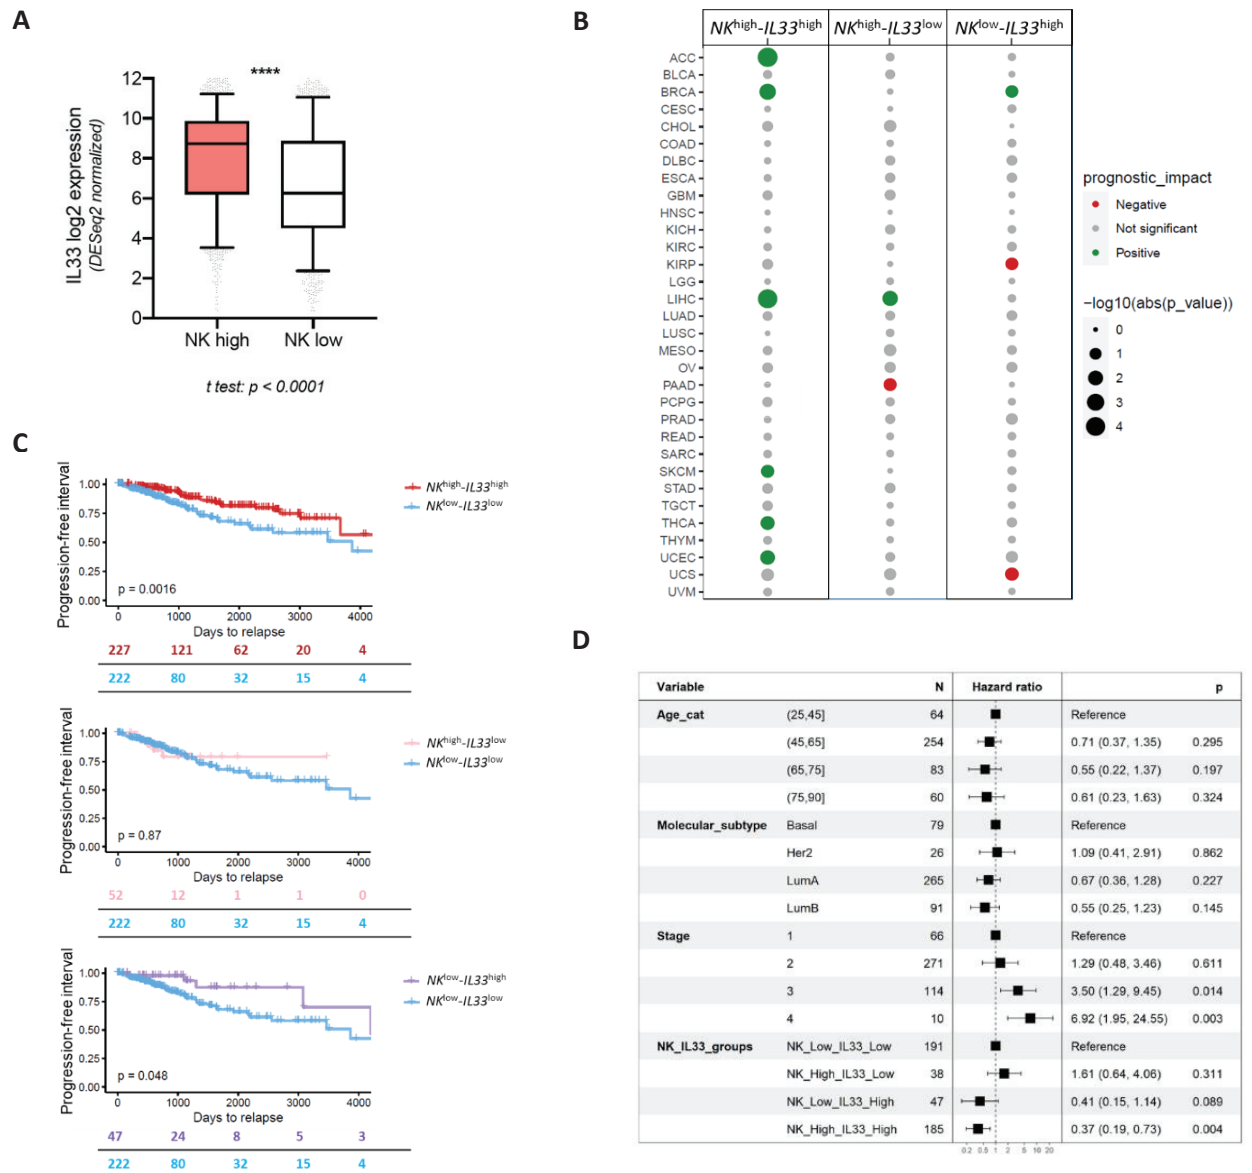 A
****
IL33 log2 expression
(DESeq2 normalized)
12
10
8
6
4
2
0
NK high NK low
t test: p < 0.0001
B
NKhigh-IL33high NKhigh-IL33low NKlow-IL33high
ACC
BLCA
BRCA
CESC
CHOL
COAD
DLBC
ESCA
GBM
HNSC
KICH
KIRC
KIRP
LGG
LIHC
LUAD
LUSC
MESO
OV
PAAD
PCPG
PRAD
READ
SARC
SKCM
STAD
TGCT
THCA
THYM
UCEC
UCS
UVM
prognostic_impact
Negative
Not significant
Positive
−log10(abs(p_value))
0
1
2
3
4
C
Progression-free interval
1.00
0.75
0.50
0.25
0.00
p = 0.0016
0 1000 2000 3000 4000
Days to relapse
NKhigh-IL33high
NKlow-IL33low
227 121 62 20 4
222 80 32 15 4
Progression-free interval
1.00
0.75
0.50
0.25
0.00
p = 0.87
0 1000 2000 3000 4000
Days to relapse
NKhigh-IL33low
NKlow-IL33low
52 12 1 1 0
222 80 32 15 4
Progression-free interval
1.00
0.75
0.50
0.25
0.00
p = 0.048
0 1000 2000 3000 4000
Days to relapse
NKlow-IL33high
NKlow-IL33low
47 24 8 5 3
222 80 32 15 4
D
Variable N Hazard ratio p
Age_cat (25,45] 64 Reference
(45,65] 254 0.71 (0.37, 1.35) 0.295
(65,75] 83 0.55 (0.22, 1.37) 0.197
(75,90] 60 0.61 (0.23, 1.63) 0.324
Molecular_subtype Basal 79 Reference
Her2 26 1.09 (0.41, 2.91) 0.862
LumA 265 0.67 (0.36, 1.28) 0.227
LumB 91 0.55 (0.25, 1.23) 0.145
Stage 1 66 Reference
2 271 1.29 (0.48, 3.46) 0.611
3 114 3.50 (1.29, 9.45) 0.014
4 10 6.92 (1.95, 24.55) 0.003
NK_IL33_groups NK_Low_IL33_Low 191 Reference
NK_High_IL33_Low 38 1.61 (0.64, 4.06) 0.311
NK_Low_IL33_High 47 0.41 (0.15, 1.14) 0.089
NK_High_IL33_High 185 0.37 (0.19, 0.73) 0.004
0.2 0.5 1 2 5 10 20